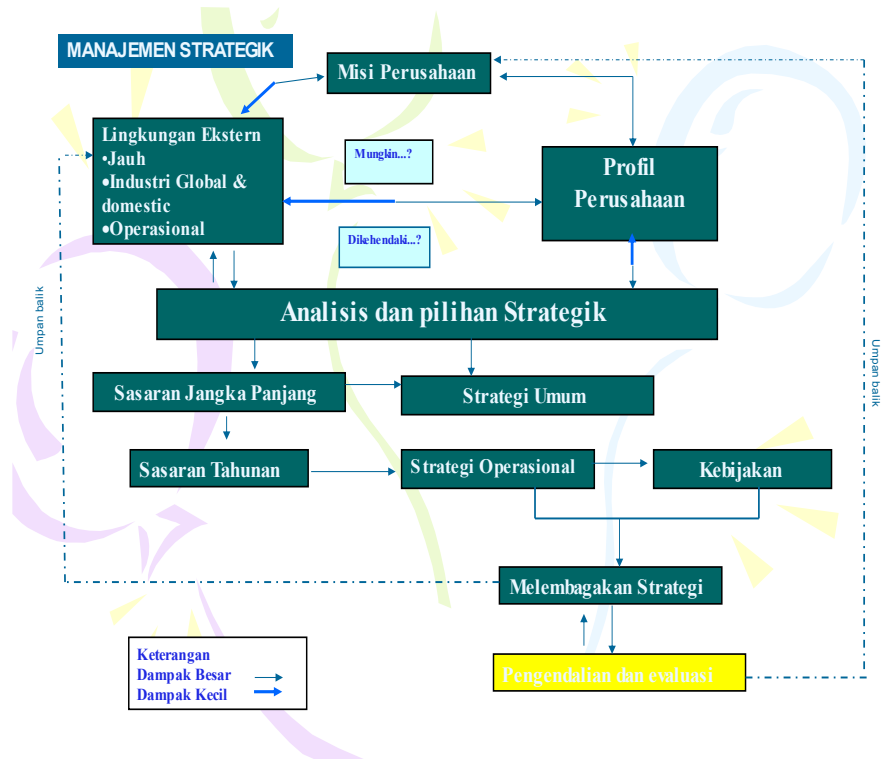 MANAJEMEN STRATEGIK
Misi Perusahaan
Lingkungan Ekstern
•Jauh
•Industri Global &
domestic
•Operasional
Mungkin...?
Profil
Perusahaan
Dikehendaki...?
Analisis dan pilihan Strategik
Umpan balik
Umpan balik
Sasaran Jangka Panjang
Strategi Umum
Sasaran Tahunan
Strategi Operasional
Kebijakan
Melembagakan Strategi
Keterangan
Dampak Besar
Dampak Kecil
Pengendalian dan evaluasi